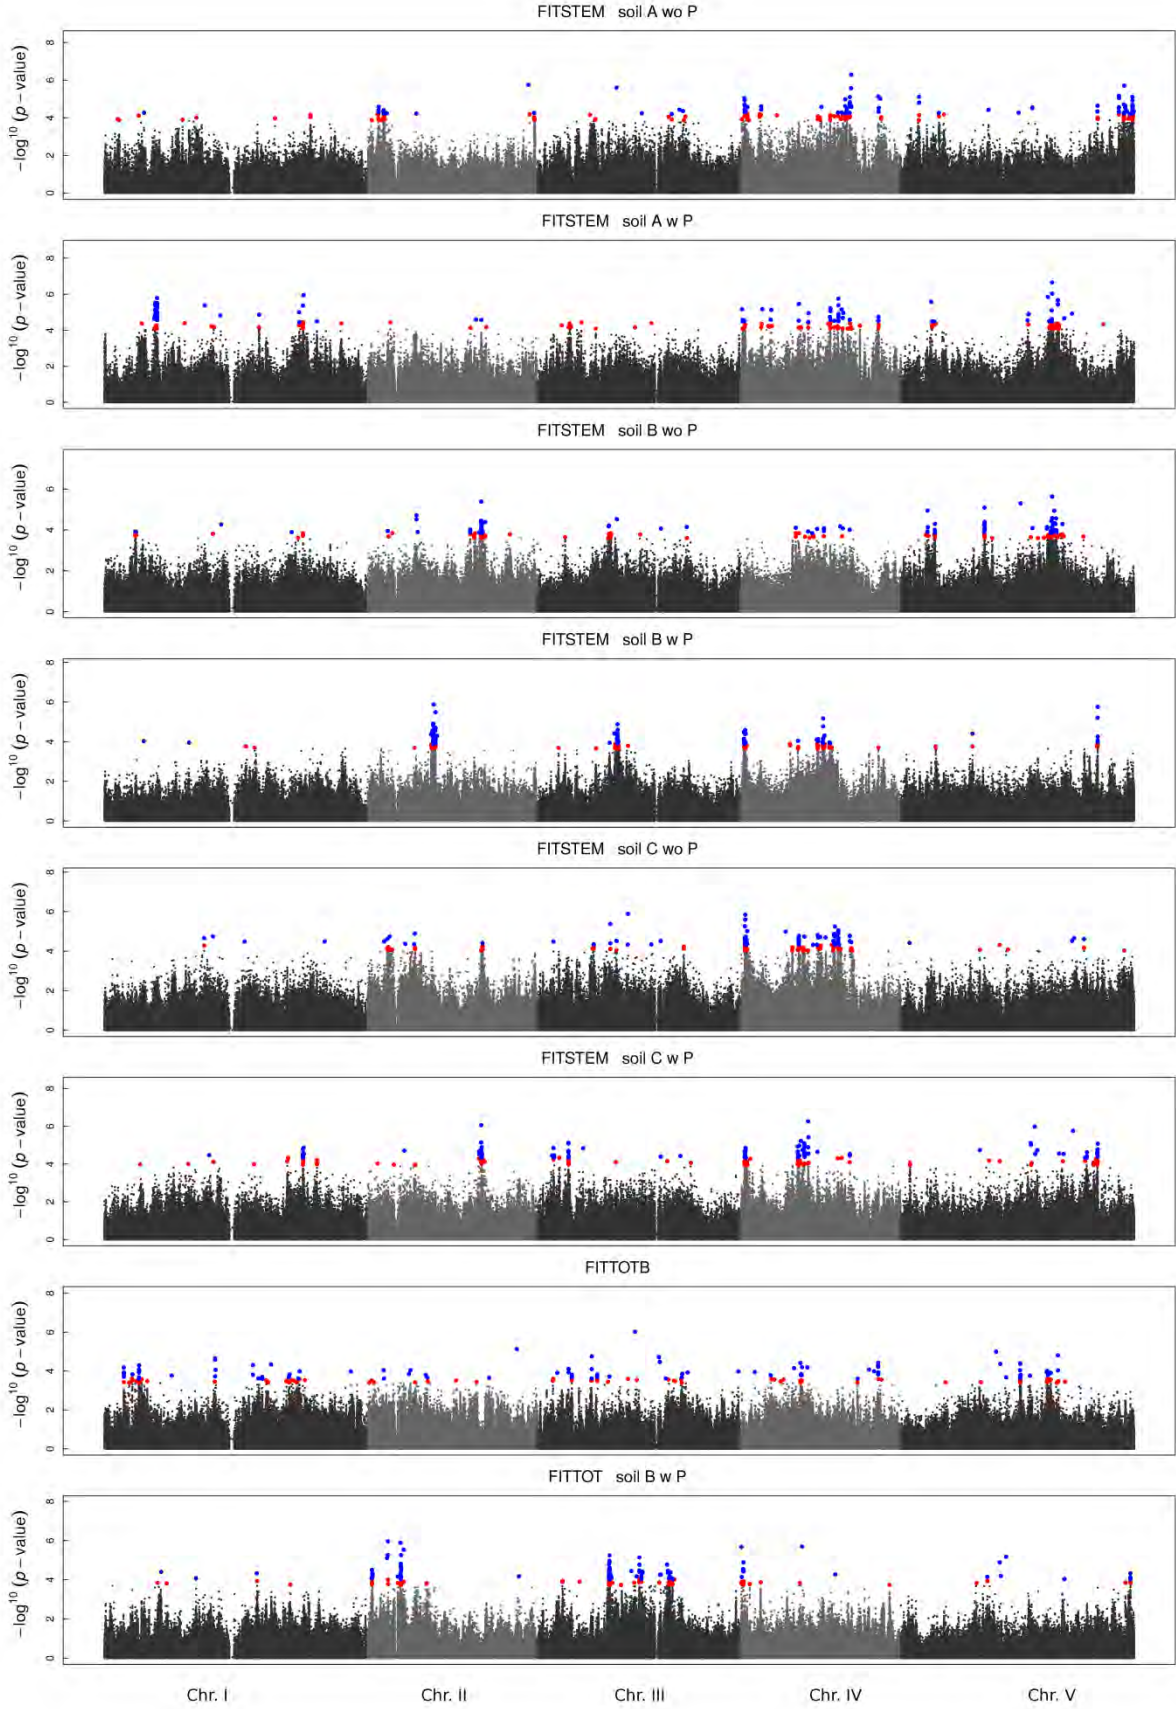 FITSTEM soil A wo P
−log¹⁰ (p − value)
8
6
4
2
0
FITSTEM soil A w P
−log¹⁰ (p − value)
8
6
4
2
0
FITSTEM soil B wo P
−log¹⁰ (p − value)
6
4
2
0
FITSTEM soil B w P
−log¹⁰ (p − value)
8
6
4
2
0
FITSTEM soil C wo P
−log¹⁰ (p − value)
8
6
4
2
0
FITSTEM soil C w P
−log¹⁰ (p − value)
8
6
4
2
0
FITTOTB
−log¹⁰ (p − value)
8
6
4
2
0
FITTOT soil B w P
−log¹⁰ (p − value)
8
6
4
2
0
Chr. I Chr. II Chr. III Chr. IV Chr. V